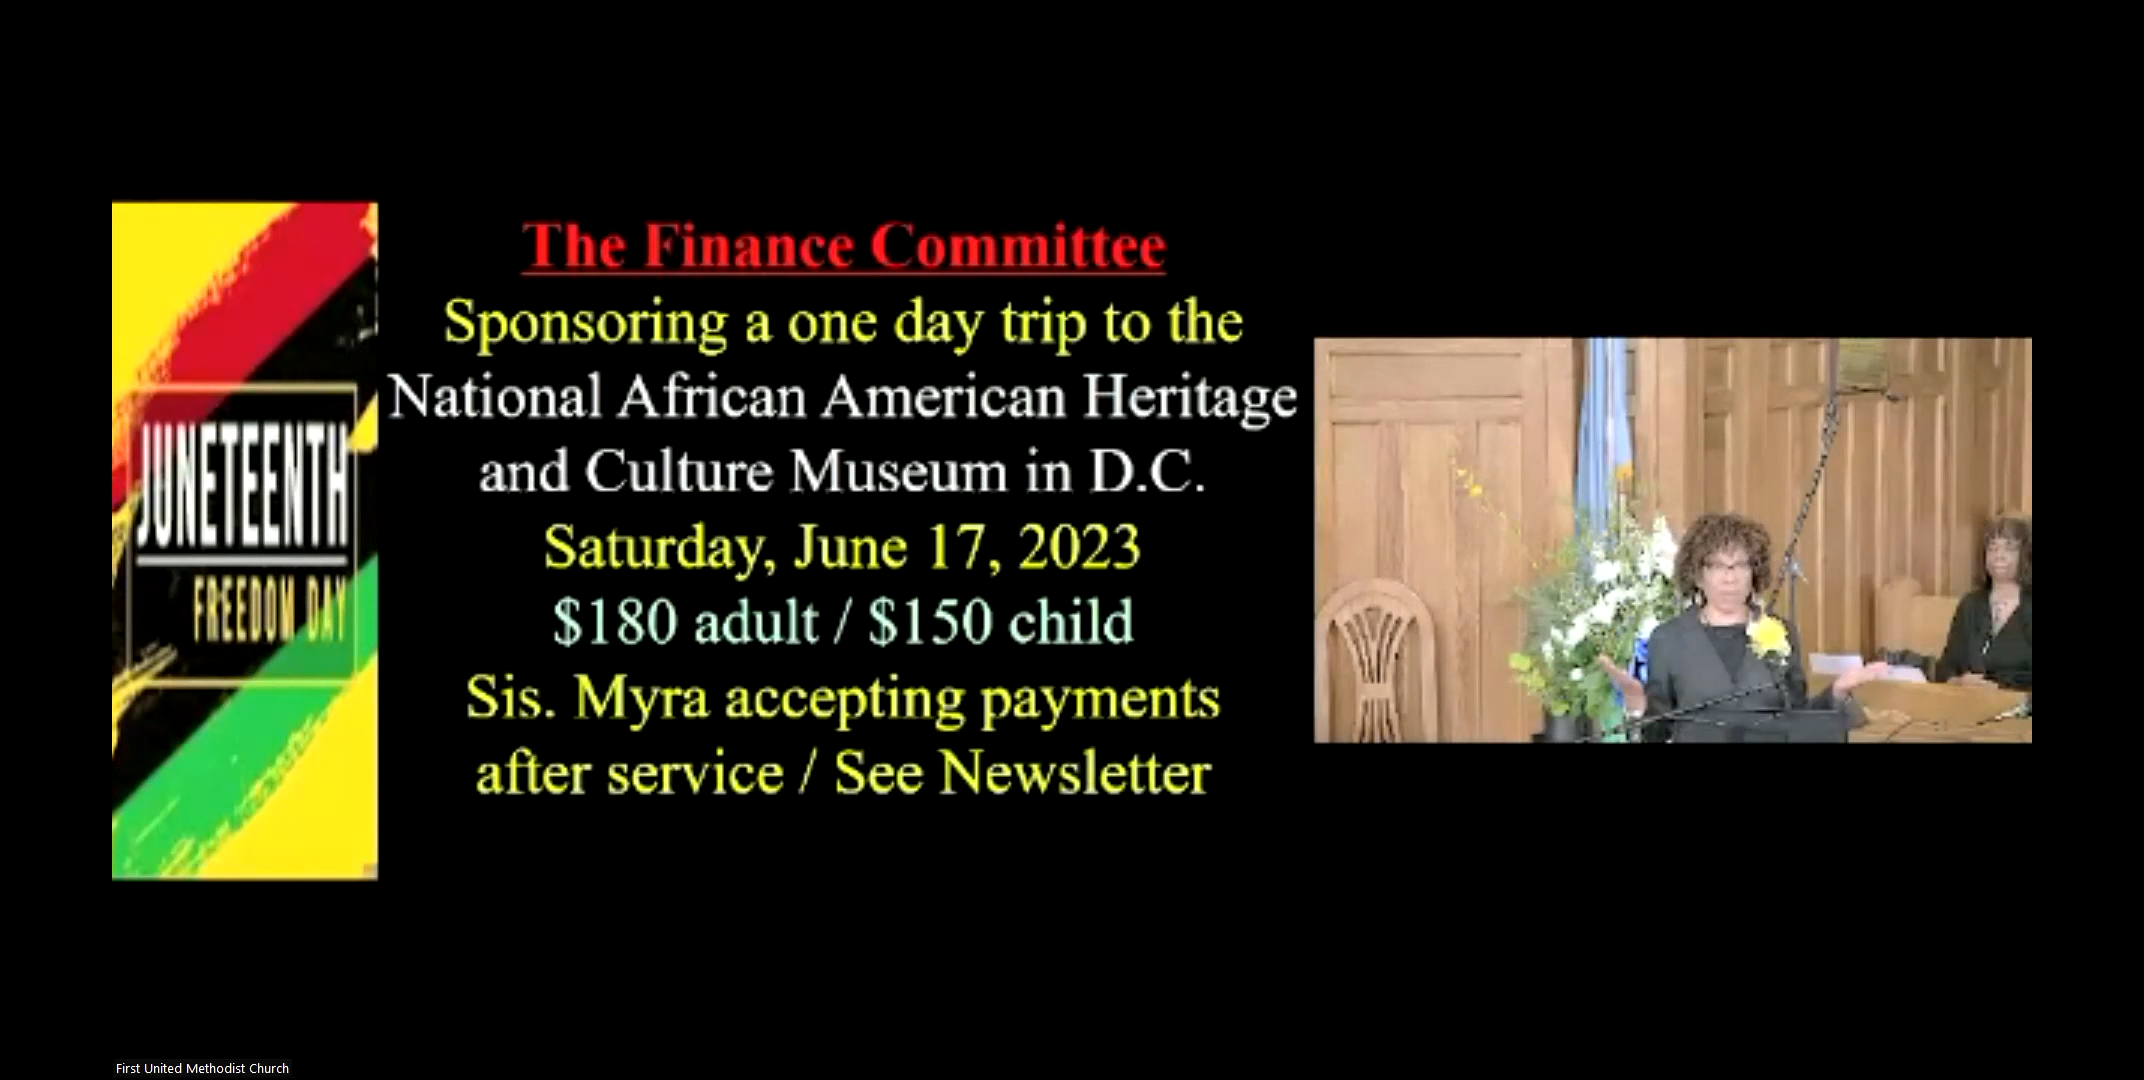 JUNETEENTH
FREEDOM DAY
The Finance Committee
Sponsoring a one day trip to the
National African American Heritage
and Culture Museum in D.C.
Saturday, June 17, 2023
$180 adult / $150 child
Sis. Myra accepting payments
after service / See Newsletter
First United Methodist Church